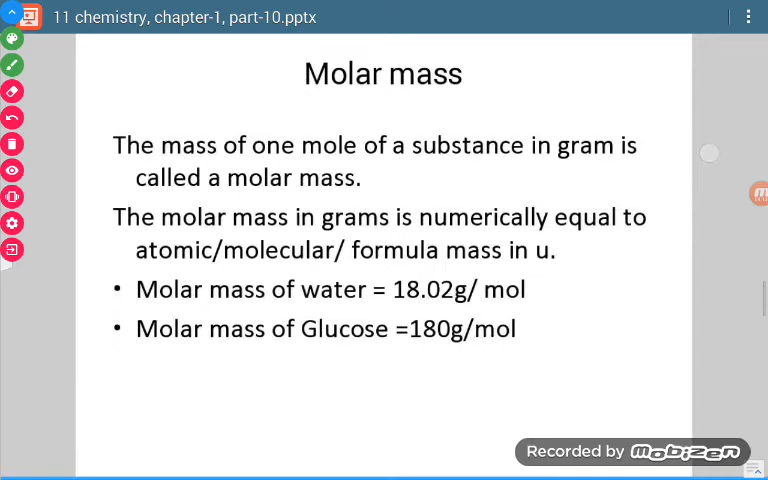 11 chemistry, chapter-1, part-10.pptx
Molar mass
The mass of one mole of a substance in gram is
called a molar mass.
The molar mass in grams is numerically equal to
atomic/molecular/ formula mass in u.
• Molar mass of water = 18.02g/ mol
• Molar mass of Glucose =180g/mol
Recorded by mobizen